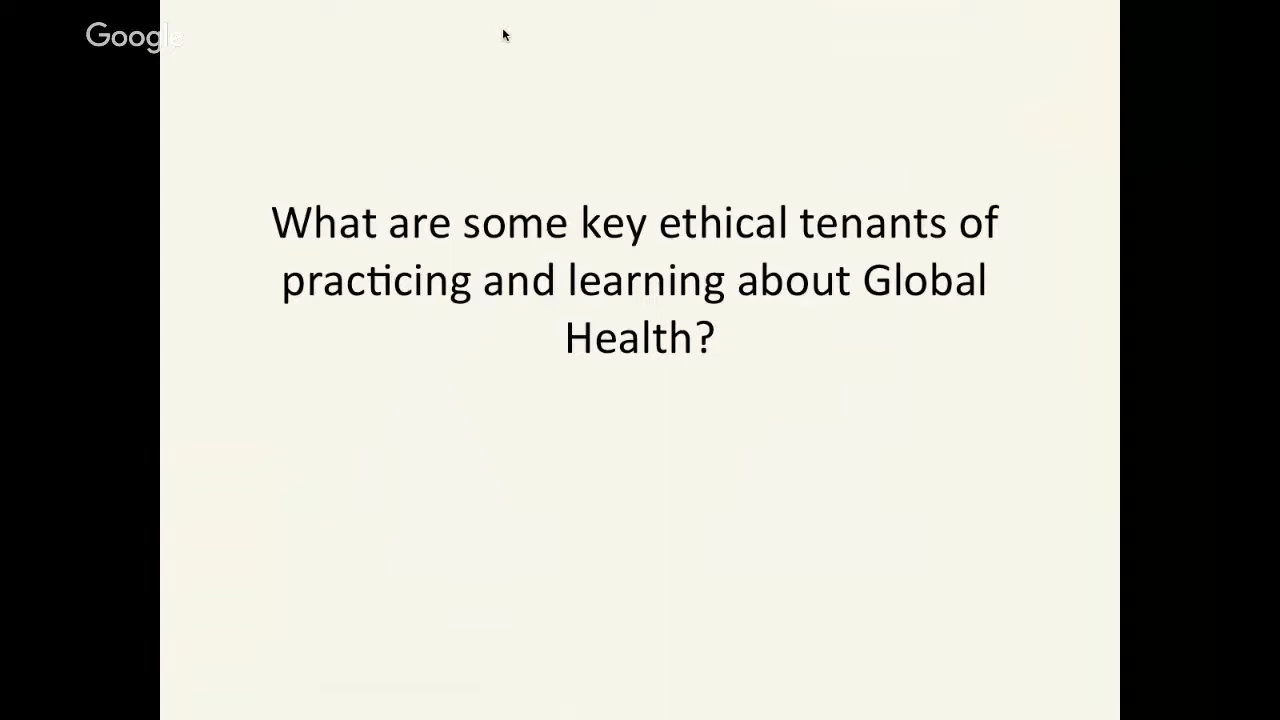 Google
What are some key ethical tenants of
practicing and learning about Global
Health?